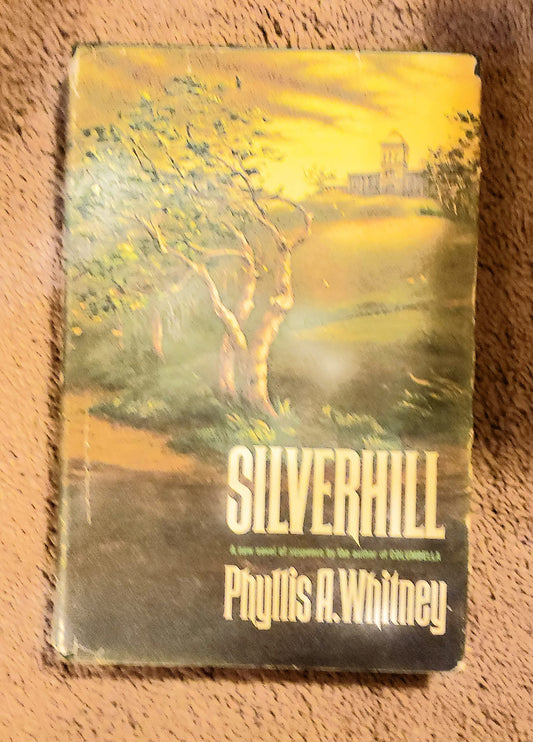 SILVERHILL
A new novel of suspense by the author of COLUMBELLA
Phyllis A. Whitney